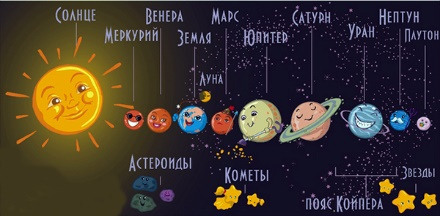 Солнце
Меркурий
Венера
Земля
Луна
Марс
Юпитер
Сатурн
Уран
Нептун
Плутон
Астероиды
Кометы
пояс Койпера
Звезды